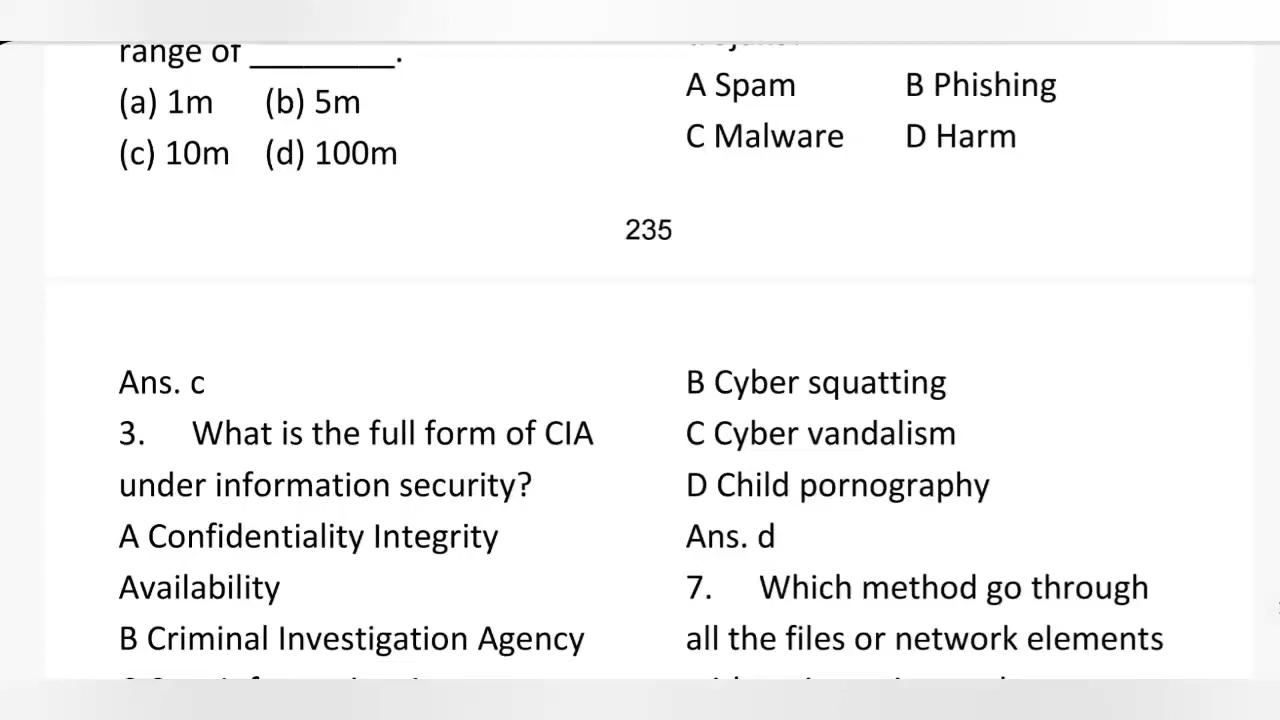 range of ________.
(a) 1m (b) 5m
(c) 10m (d) 100m
A Spam B Phishing
C Malware D Harm
235
Ans. c
3. What is the full form of CIA
under information security?
A Confidentiality Integrity
Availability
B Criminal Investigation Agency
B Cyber squatting
C Cyber vandalism
D Child pornography
Ans. d
7. Which method go through
all the files or network elements